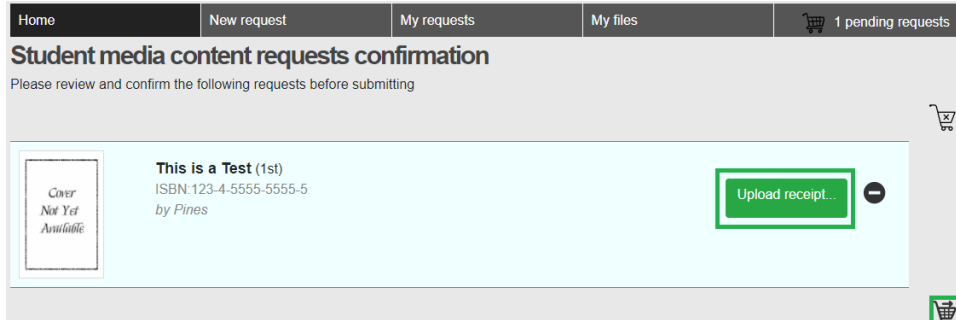 Home New request My requests My files 1 pending requests
Student media content requests confirmation
Please review and confirm the following requests before submitting
This is a Test (1st)
ISBN:123-4-5555-5555-5
by Pines
Cover
Not Yet
Available
Upload receipt...